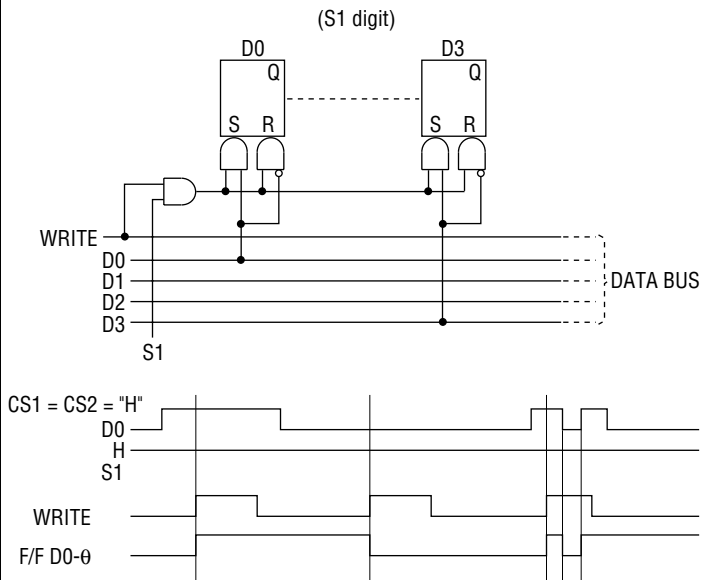 (S1 digit)
D0 D3
Q Q
S R S R
WRITE
D0
D1 DATA BUS
D2
D3
S1
CS1 = CS2 = "H"
D0
H
S1
WRITE
F/F D0-θ